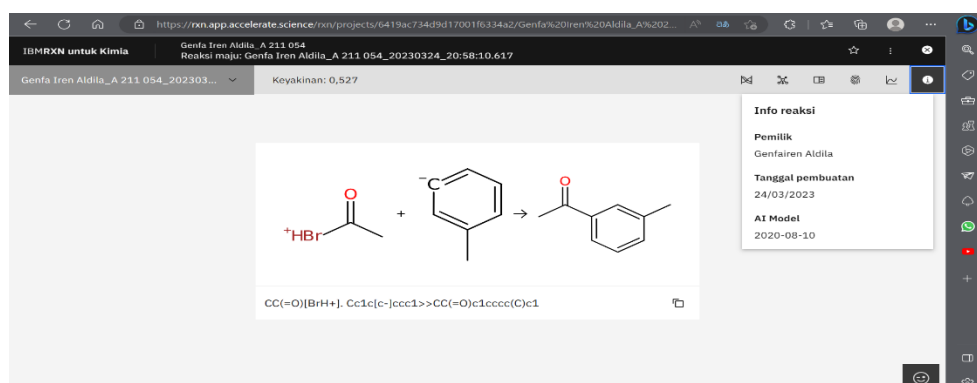 https://rxn.app.accelerate.science/rxn/projects/6419ac734d9d17001f6334a2/Genfa%20Iren%20Aldila_A%202...
IBMRXN untuk Kimia
Genfa Iren Aldila_A 211 054
Reaksi maju: Genfa Iren Aldila_A 211 054_20230324_20:58:10.617
Genfa Iren Aldila_A 211 054_202303...
Keyakinan: 0,527
Info reaksi
Pemilik
Genfairen Aldila
Tanggal pembuatan
24/03/2023
AI Model
2020-08-10
O
+HBr
+
-C
→
O
CC(=O)[BrH+]. Cc1c[c-]ccc1>>CC(=O)c1cccc(C)c1